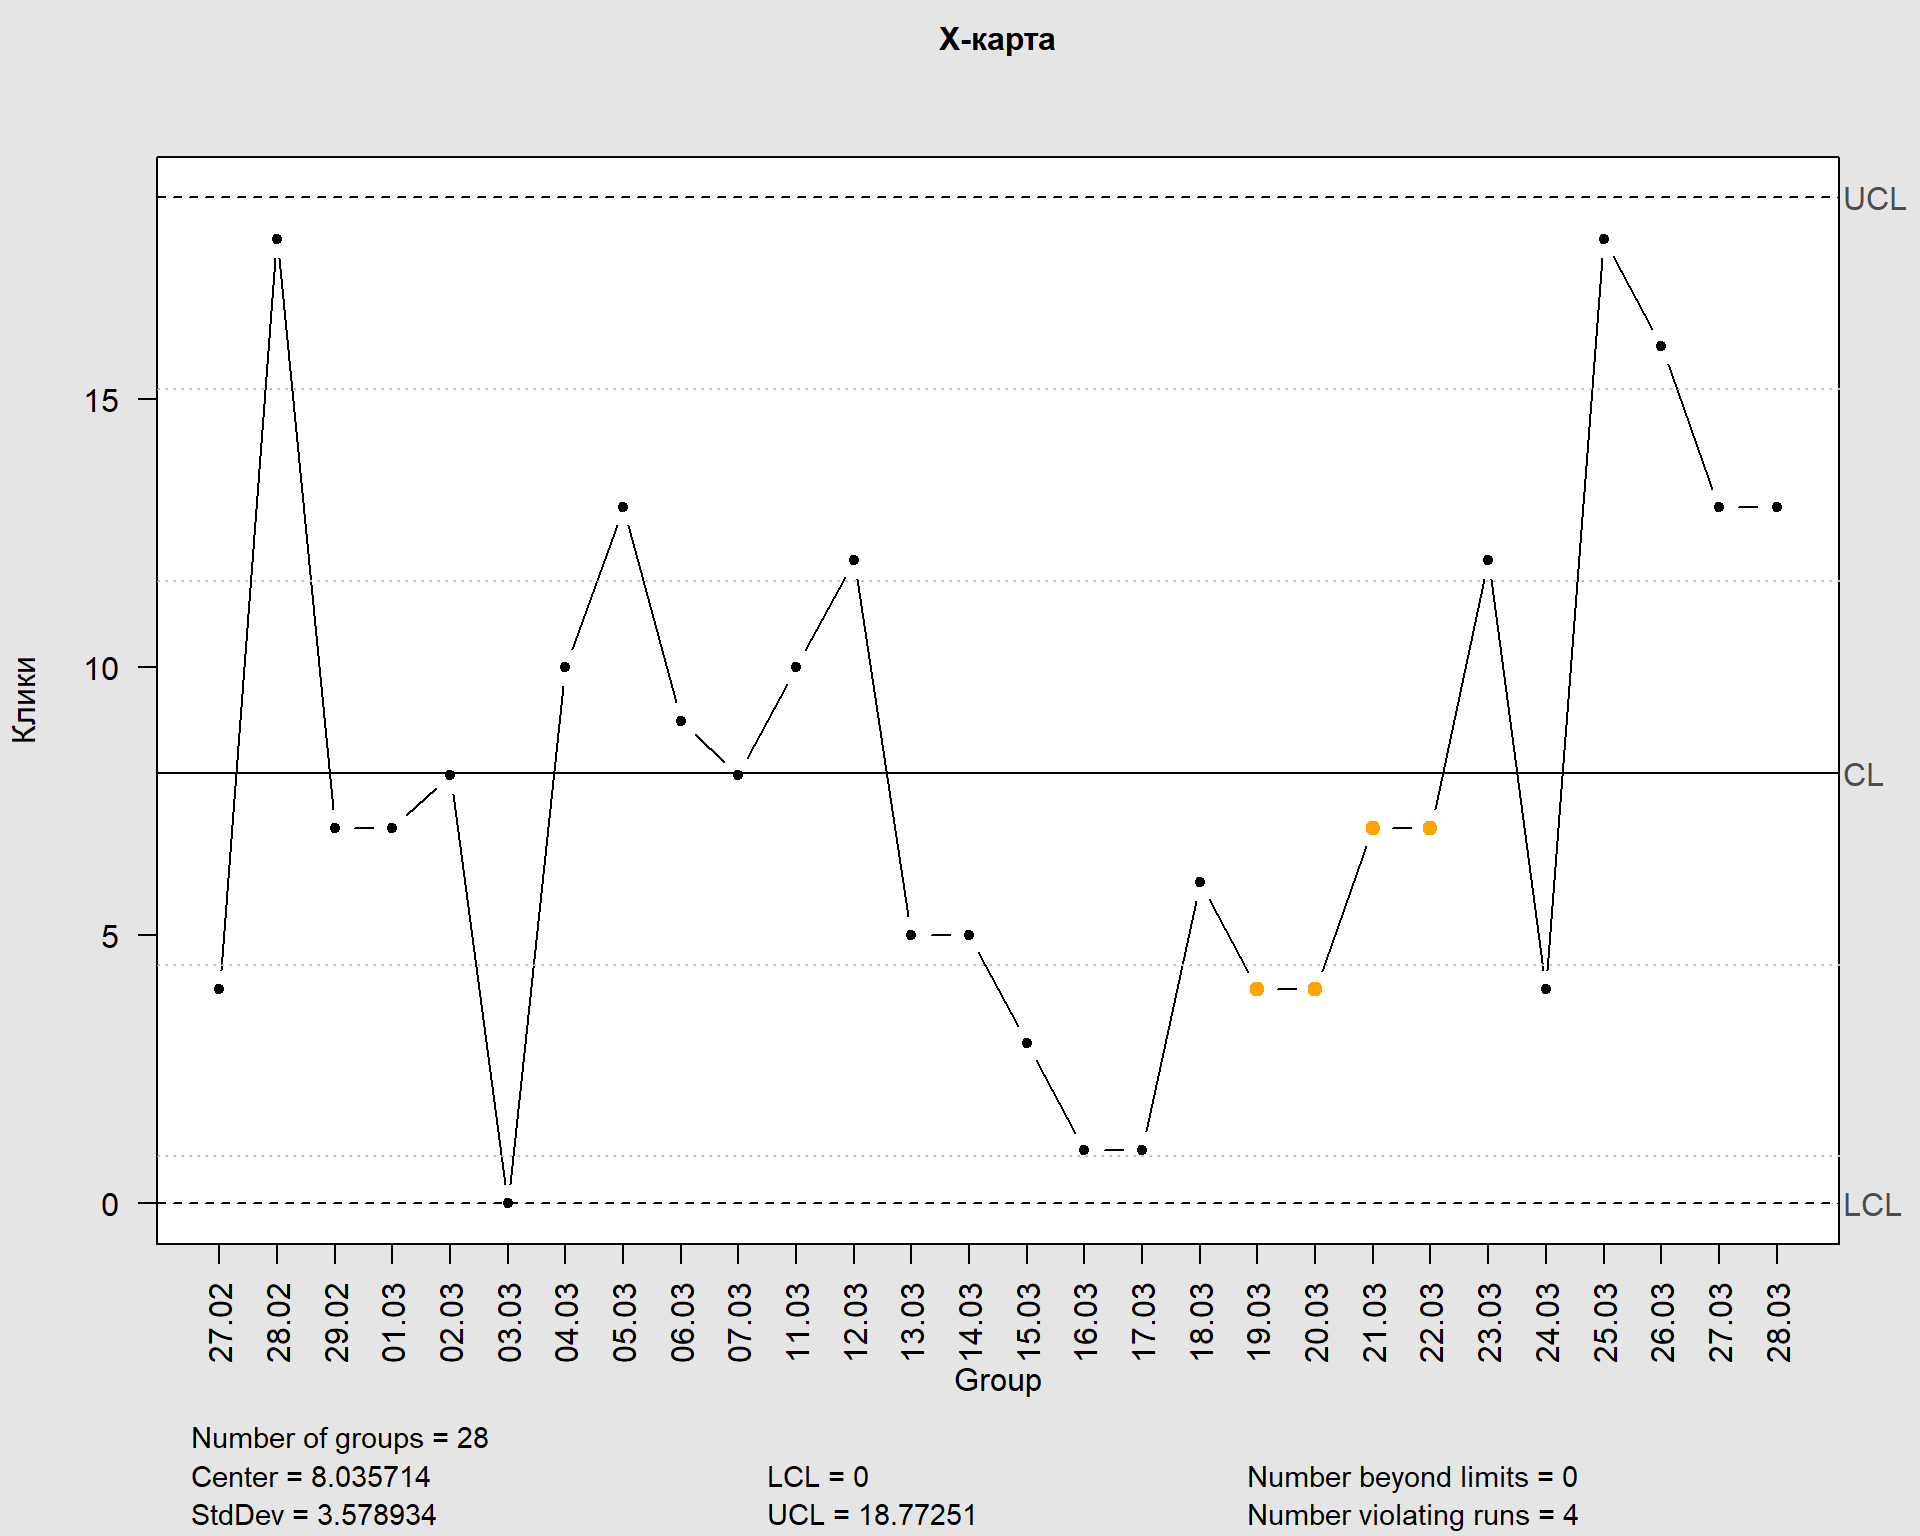 X-карта
UCL
15
10
Клики
CL
5
0
LCL
27.02 28.02 29.02 01.03 02.03 03.03 04.03 05.03 06.03 07.03 11.03 12.03 13.03 14.03 15.03 16.03 17.03 18.03 19.03 20.03 21.03 22.03 23.03 24.03 25.03 26.03 27.03 28.03
Group
Number of groups = 28
Center = 8.035714 LCL = 0 Number beyond limits = 0
StdDev = 3.578934 UCL = 18.77251 Number violating runs = 4